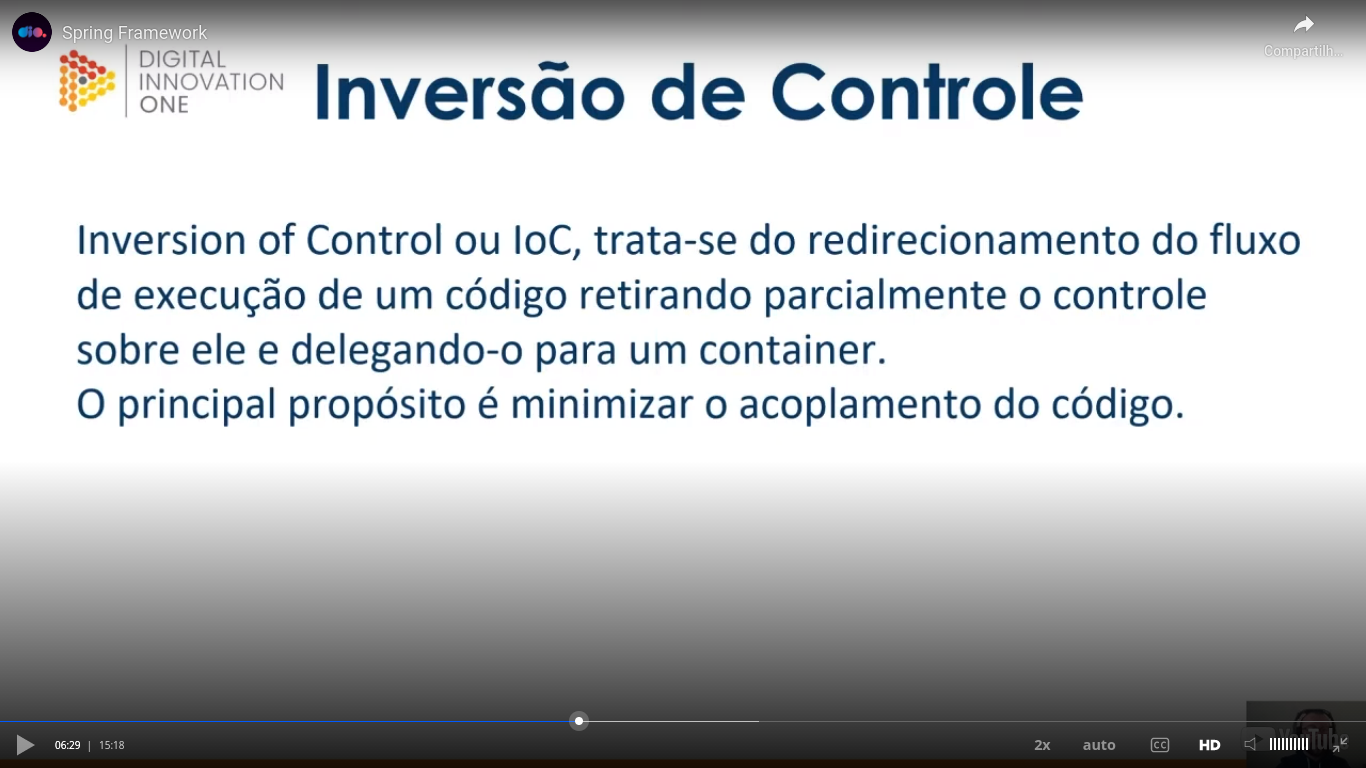 dio.
Spring Framework
Compartilh...
DIGITAL
INNOVATION
ONE
Inversão de Controle
Inversion of Control ou IoC, trata-se do redirecionamento do fluxo
de execução de um código retirando parcialmente o controle
sobre ele e delegando-o para um container.
O principal propósito é minimizar o acoplamento do código.
06:29 | 15:18
2x auto CC HD
YouTube